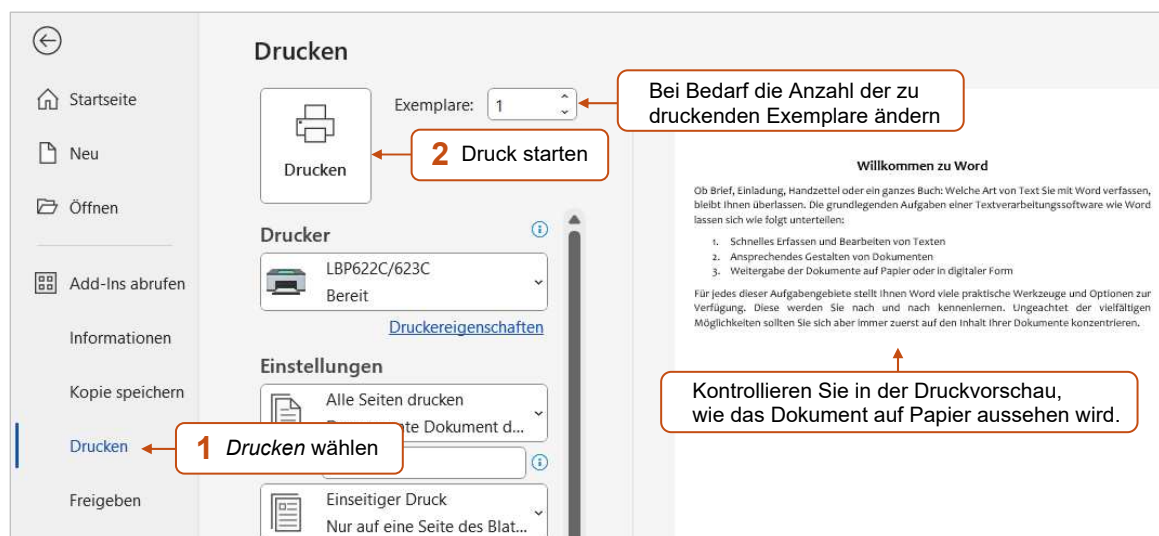 Drucken
Startseite
Neu
Öffnen
Add-Ins abrufen
Informationen
Kopie speichern
Drucken
Freigeben
Exemplare: 1
Bei Bedarf die Anzahl der zu
druckenden Exemplare ändern
Drucken
2 Druck starten
Drucker
LBP622C/623C
Bereit
Druckereigenschaften
Einstellungen
Alle Seiten drucken
te Dokument d...
1 Drucken wählen
Einseitiger Druck
Nur auf eine Seite des Blat...
Willkommen zu Word
Ob Brief, Einladung, Handzettel oder ein ganzes Buch: Welche Art von Text Sie mit Word verfassen,
bleibt Ihnen überlassen. Die grundlegenden Aufgaben einer Textverarbeitungssoftware wie Word
lassen sich wie folgt unterteilen:
1. Schnelles Erfassen und Bearbeiten von Texten
2. Ansprechendes Gestalten von Dokumenten
3. Weitergabe der Dokumente auf Papier oder in digitaler Form
Für jedes dieser Aufgabengebiete stellt Ihnen Word viele praktische Werkzeuge und Optionen zur
Verfügung. Diese werden Sie nach und nach kennenlernen. Ungeachtet der vielfältigen
Möglichkeiten sollten Sie sich aber immer zuerst auf den Inhalt Ihrer Dokumente konzentrieren.
Kontrollieren Sie in der Druckvorschau,
wie das Dokument auf Papier aussehen wird.